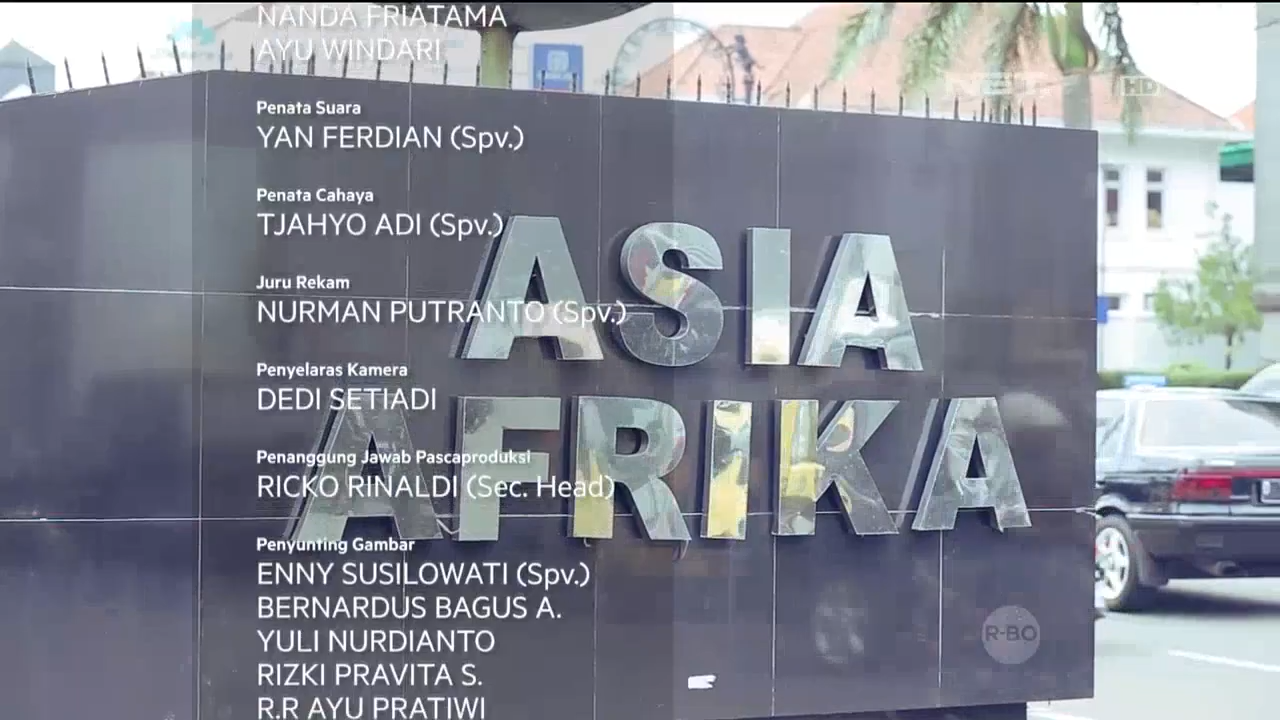 NANDA FRIATAMA
AYU WINDARI
NET.
HD
Penata Suara
YAN FERDIAN (Spv.)
Penata Cahaya
TJAHYO ADI (Spv.)
Juru Rekam
NURMAN PUTRANTO (Spv.)
Penyelaras Kamera
DEDI SETIADI
Penanggung Jawab Pascaproduksi
RICKO RINALDI (Sec. Head)
Penyunting Gambar
ENNY SUSILOWATI (Spv.)
BERNARDUS BAGUS A.
YULI NURDIANTO
RIZKI PRAVITA S.
R.R AYU PRATIWI
ASIA
AFRIKA
R-BO